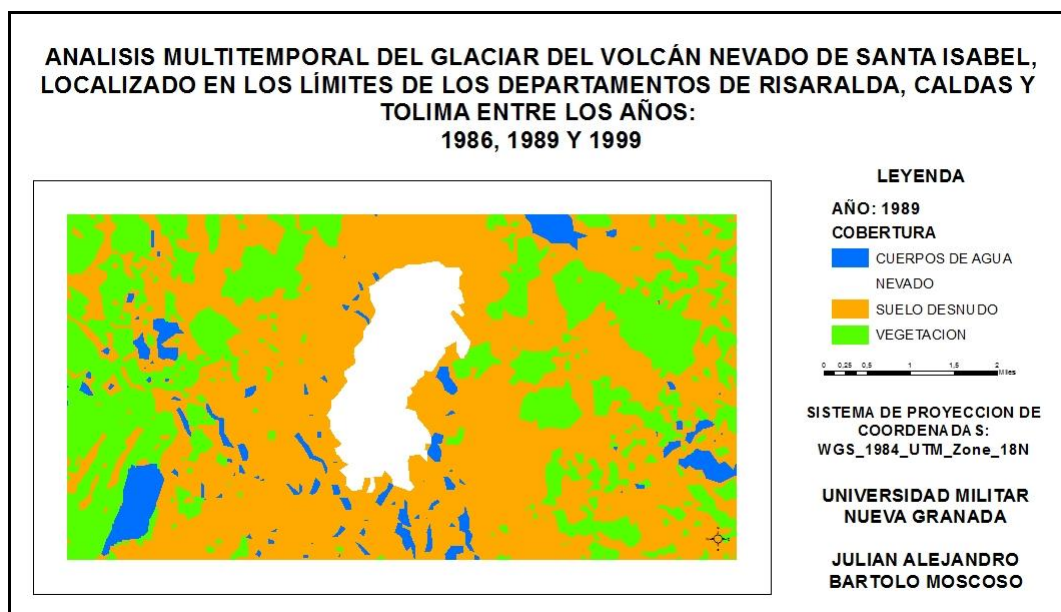 ANALISIS MULTITEMPORAL DEL GLACIAR DEL VOLCÁN NEVADO DE SANTA ISABEL,
LOCALIZADO EN LOS LÍMITES DE LOS DEPARTAMENTOS DE RISARALDA, CALDAS Y
TOLIMA ENTRE LOS AÑOS:
1986, 1989 Y 1999
LEYENDA
AÑO: 1989
COBERTURA
CUERPOS DE AGUA
NEVADO
SUELO DESNUDO
VEGETACION
0 0,25 0,5 1 1,5 2
Miles
SISTEMA DE PROYECCION DE
COORDENADAS:
WGS_1984_UTM_Zone_18N
UNIVERSIDAD MILITAR
NUEVA GRANADA
JULIAN ALEJANDRO
BARTOLO MOSCOSO